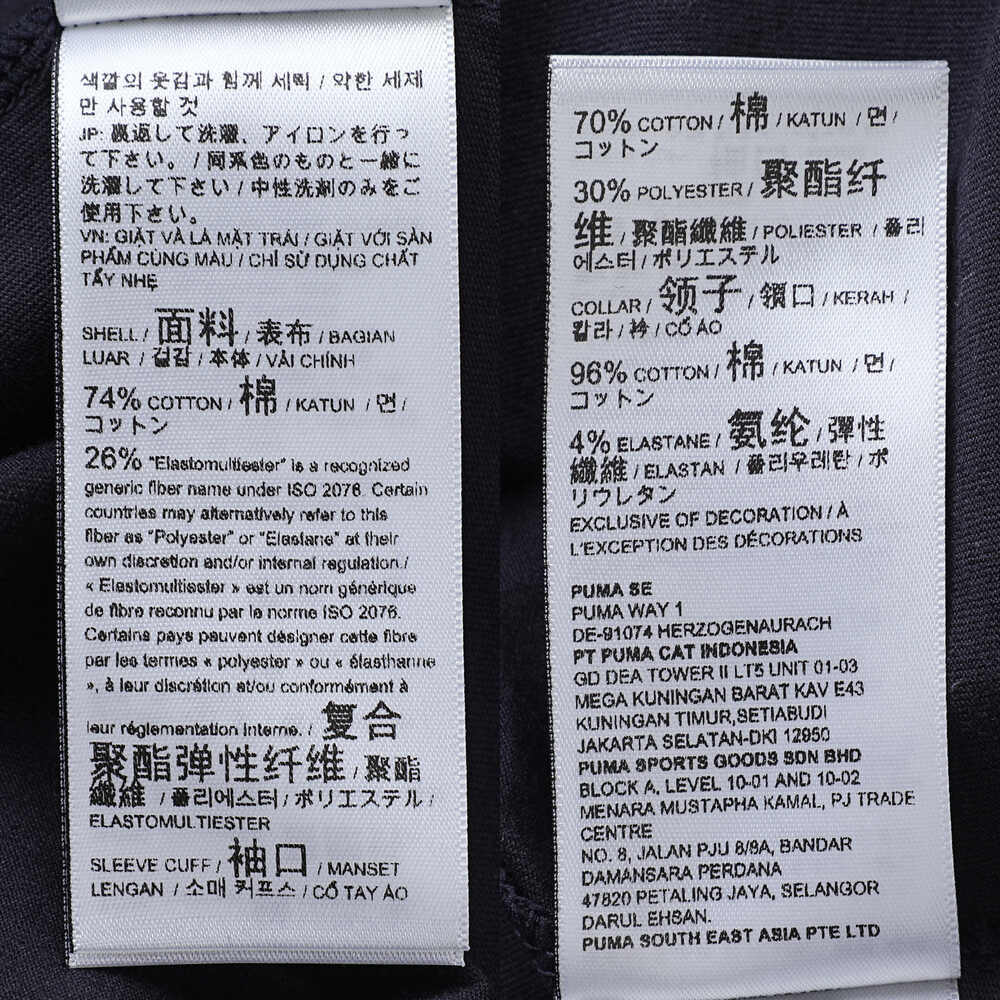 색깔의 옷감과 함께 세탁 / 약한 세제
만 사용할 것
JP: 裏返して洗濯、アイロンを行っ
て下さい。 / 同系色のものと一緒に
洗濯して下さい / 中性洗剤のみをご
使用下さい。
VN: GIẶT VÀ LÀ MẶT TRÁI / GIẶT VỚI SẢN
PHẨM CÙNG MÀU / CHỈ SỬ DỤNG CHẤT
TẨY NHẸ
SHELL / 面料 / 表布 / BAGIAN
LUAR / 겉감 / 本体 / VẢI CHÍNH
74% COTTON / 棉 / KATUN / 면 /
コットン
26% "Elastomultiester" is a recognized
generic fiber name under ISO 2076. Certain
countries may alternatively refer to this
fiber as "Polyester" or "Elastane" at their
own discretion and/or internal regulation./
« Elastomultiester » est un nom générique
de fibre reconnu par le norme ISO 2076.
Certains pays peuvent désigner cette fibre
par les termes « polyester » ou « élasthanne
», à leur discrétion et/ou conformément à
leur réglementation interne. / 复合
聚酯弹性纤维 / 聚酯
纖維 / 폴리에스터 / ポリエステル /
ELASTOMULTIESTER
SLEEVE CUFF / 袖口 / MANSET
LENGAN / 소매 커프스 / CỔ TAY ÁO
70% COTTON / 棉 / KATUN / 면 /
コットン
30% POLYESTER / 聚酯纤
维 / 聚酯纖維 / POLIESTER / 폴리
에스터 / ポリエステル
COLLAR / 领子 / 領口 / KERAH /
칼라 / 衿 / CỔ ÁO
96% COTTON / 棉 / KATUN / 면 /
コットン
4% ELASTANE / 氨纶 / 彈性
纖維 / ELASTAN / 폴리우레탄 / ポ
リウレタン
EXCLUSIVE OF DECORATION / À
L'EXCEPTION DES DÉCORATIONS
PUMA SE
PUMA WAY 1
DE-91074 HERZOGENAURACH
PT PUMA CAT INDONESIA
GD DEA TOWER II LT5 UNIT 01-03
MEGA KUNINGAN BARAT KAV E43
KUNINGAN TIMUR,SETIABUDI
JAKARTA SELATAN-DKI 12950
PUMA SPORTS GOODS SDN BHD
BLOCK A, LEVEL 10-01 AND 10-02
MENARA MUSTAPHA KAMAL, PJ TRADE
CENTRE
NO. 8, JALAN PJU 8/8A, BANDAR
DAMANSARA PERDANA
47820 PETALING JAYA, SELANGOR
DARUL EHSAN.
PUMA SOUTH EAST ASIA PTE LTD